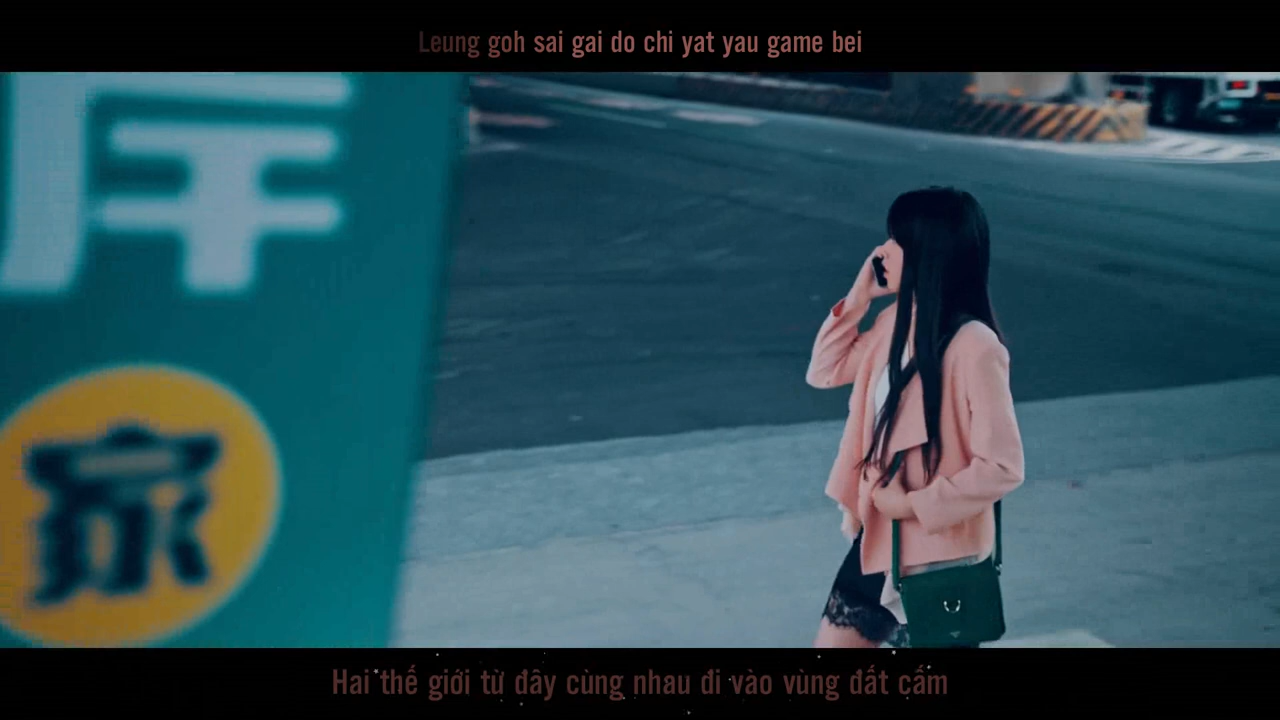 Leung goh sai gai do chi yat yau game bei
Hai thế giới từ đây cùng nhau đi vào vùng đất cấm